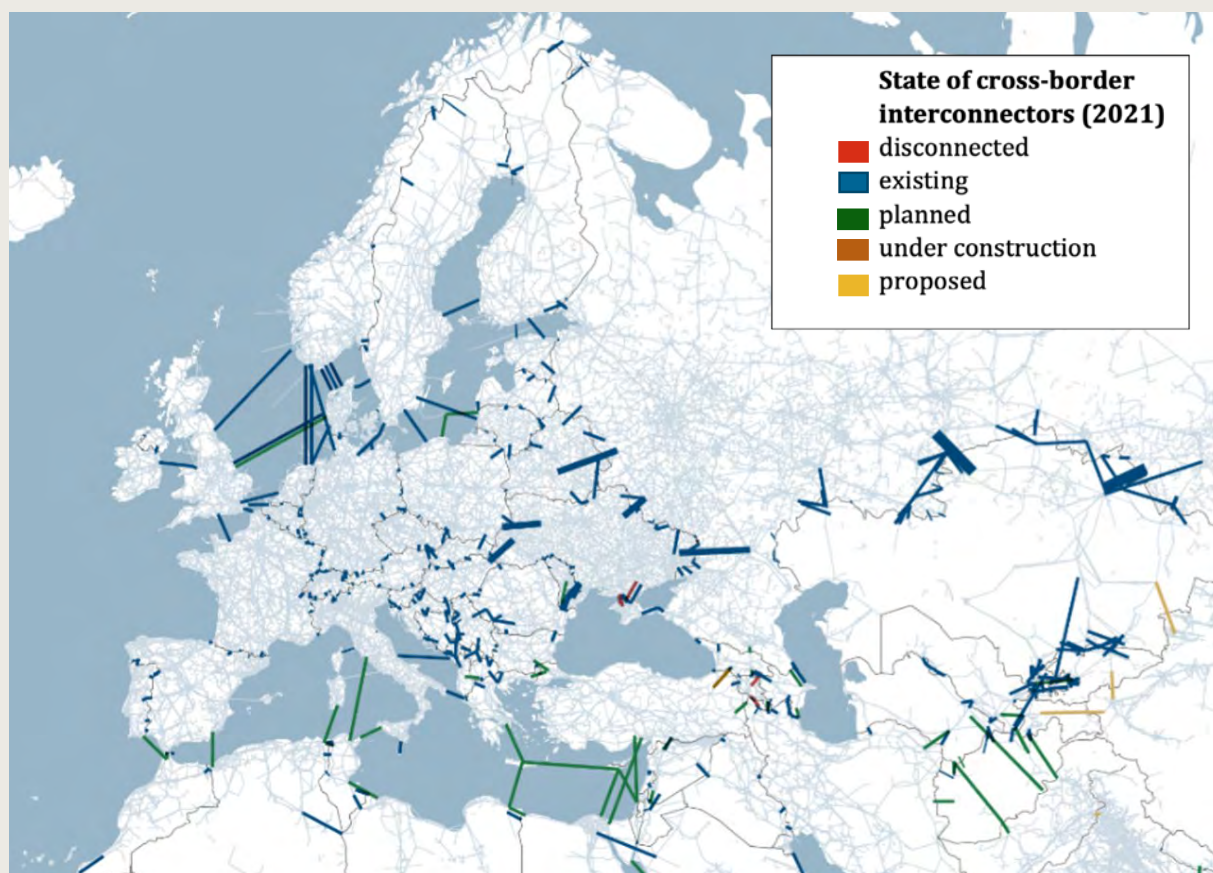 State of cross-border
interconnectors (2021)
disconnected
existing
planned
under construction
proposed